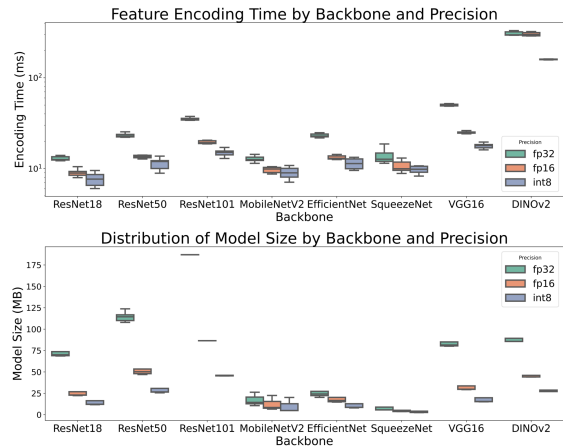 Feature Encoding Time by Backbone and Precision
Encoding Time (ms)
10²
10¹
Precision
fp32
fp16
int8
ResNet18 ResNet50 ResNet101 MobileNetV2 EfficientNet SqueezeNet VGG16 DINOv2
Backbone
Distribution of Model Size by Backbone and Precision
Model Size (MB)
175
150
125
100
75
50
25
0
Precision
fp32
fp16
int8
ResNet18 ResNet50 ResNet101 MobileNetV2 EfficientNet SqueezeNet VGG16 DINOv2
Backbone